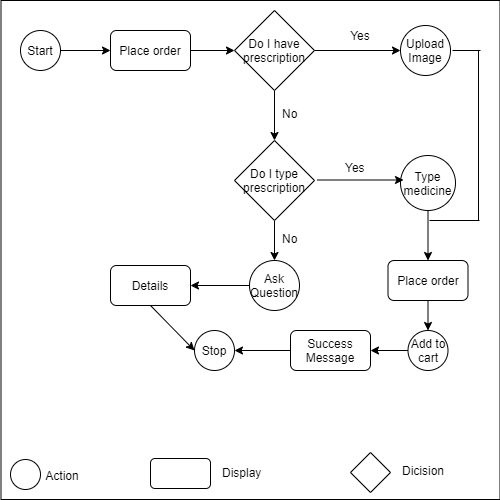 Start
Place order
Do I have
prescription
Yes
Upload
Image
No
Do I type
prescription
Yes
Type
medicine
No
Ask
Question
Details
Place order
Stop
Success
Message
Add to
cart
Action
Display
Dicision